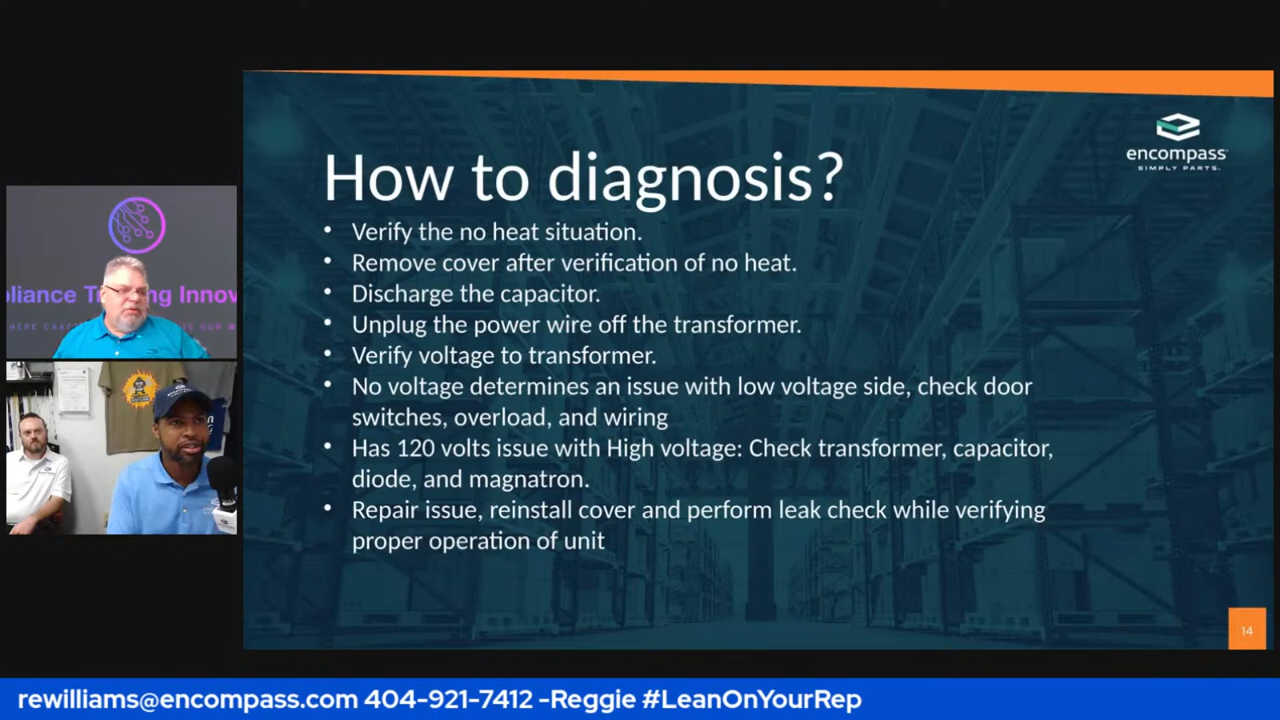 encompass
SIMPLY PARTS.
How to diagnosis?
• Verify the no heat situation.
• Remove cover after verification of no heat.
• Discharge the capacitor.
• Unplug the power wire off the transformer.
• Verify voltage to transformer.
• No voltage determines an issue with low voltage side, check door
switches, overload, and wiring
• Has 120 volts issue with High voltage: Check transformer, capacitor,
diode, and magnatron.
• Repair issue, reinstall cover and perform leak check while verifying
proper operation of unit
pliance T ing Innov
14
rewilliams@encompass.com 404-921-7412 -Reggie #LeanOnYourRep